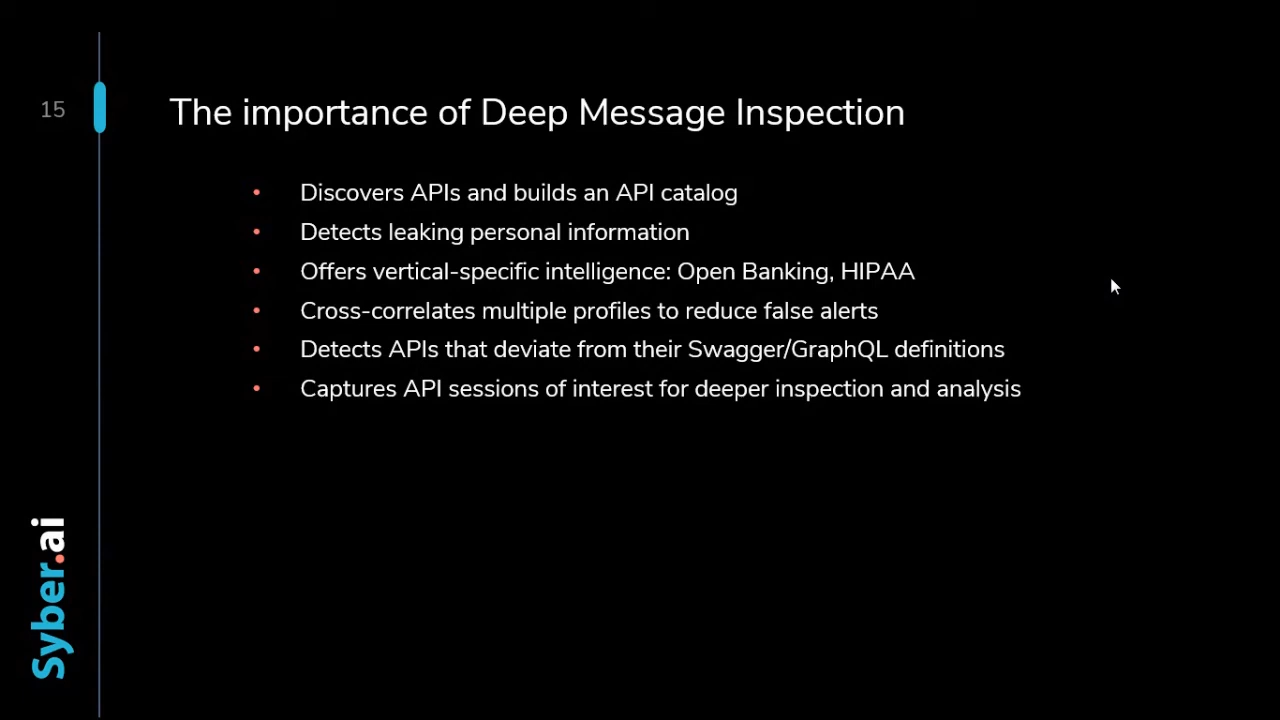 15
The importance of Deep Message Inspection
• Discovers APIs and builds an API catalog
• Detects leaking personal information
• Offers vertical-specific intelligence: Open Banking, HIPAA
• Cross-correlates multiple profiles to reduce false alerts
• Detects APIs that deviate from their Swagger/GraphQL definitions
• Captures API sessions of interest for deeper inspection and analysis
Syber.ai